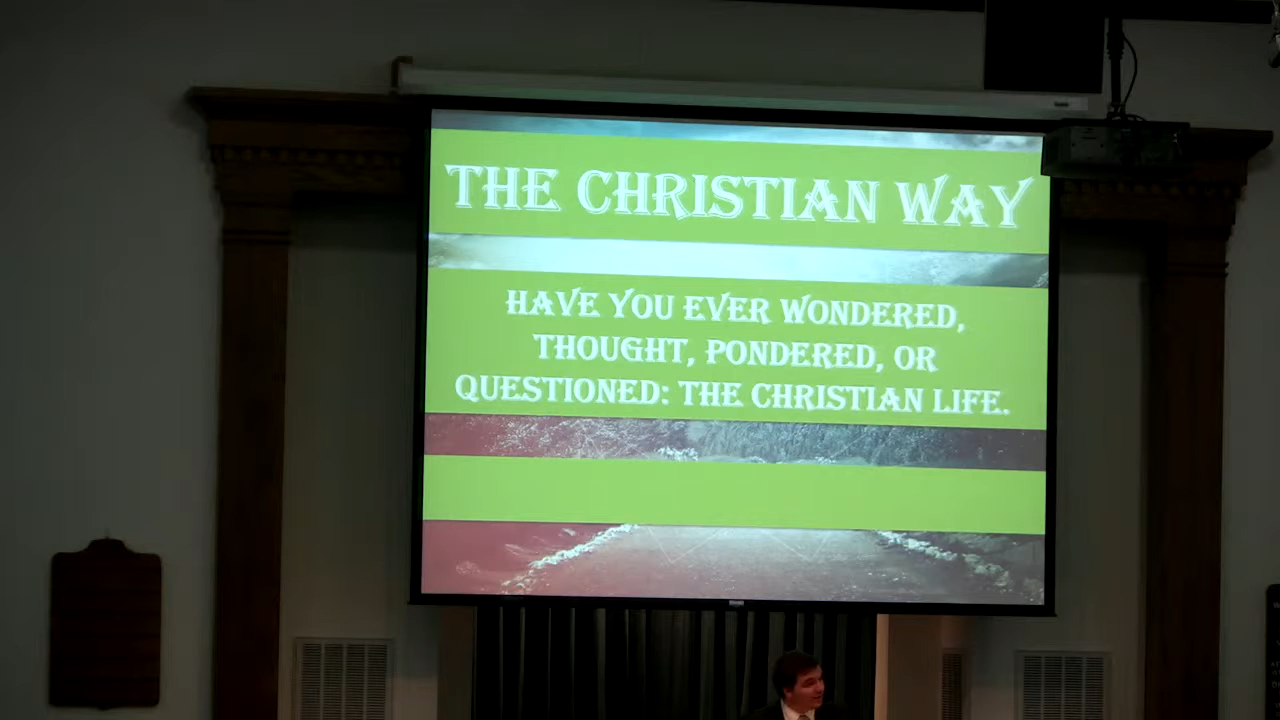 THE CHRISTIAN WAY
HAVE YOU EVER WONDERED,
THOUGHT, PONDERED, OR
QUESTIONED: THE CHRISTIAN LIFE.